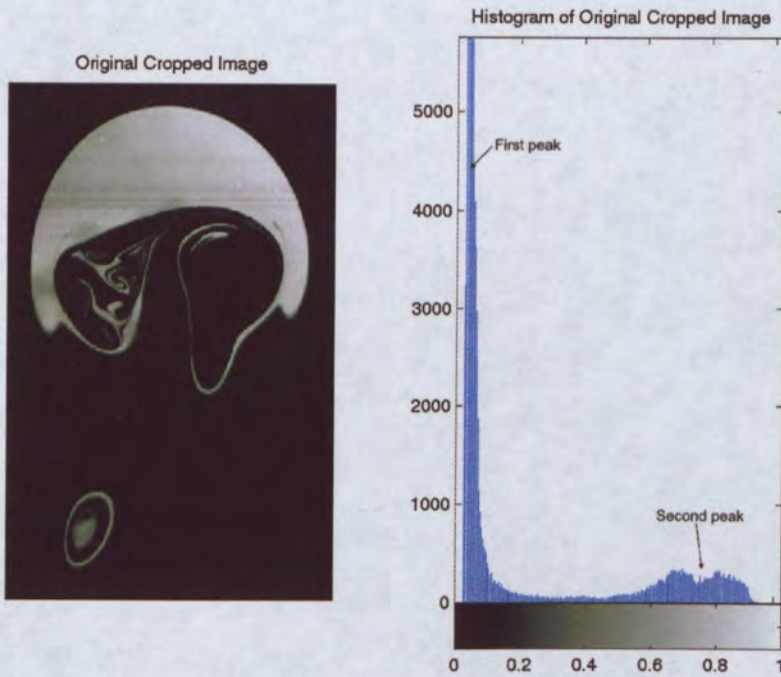 Histogram of Original Cropped Image
Original Cropped Image
5000
First peak
4000
3000
2000
1000
Second peak
0
0 0.2 0.4 0.6 0.8 1